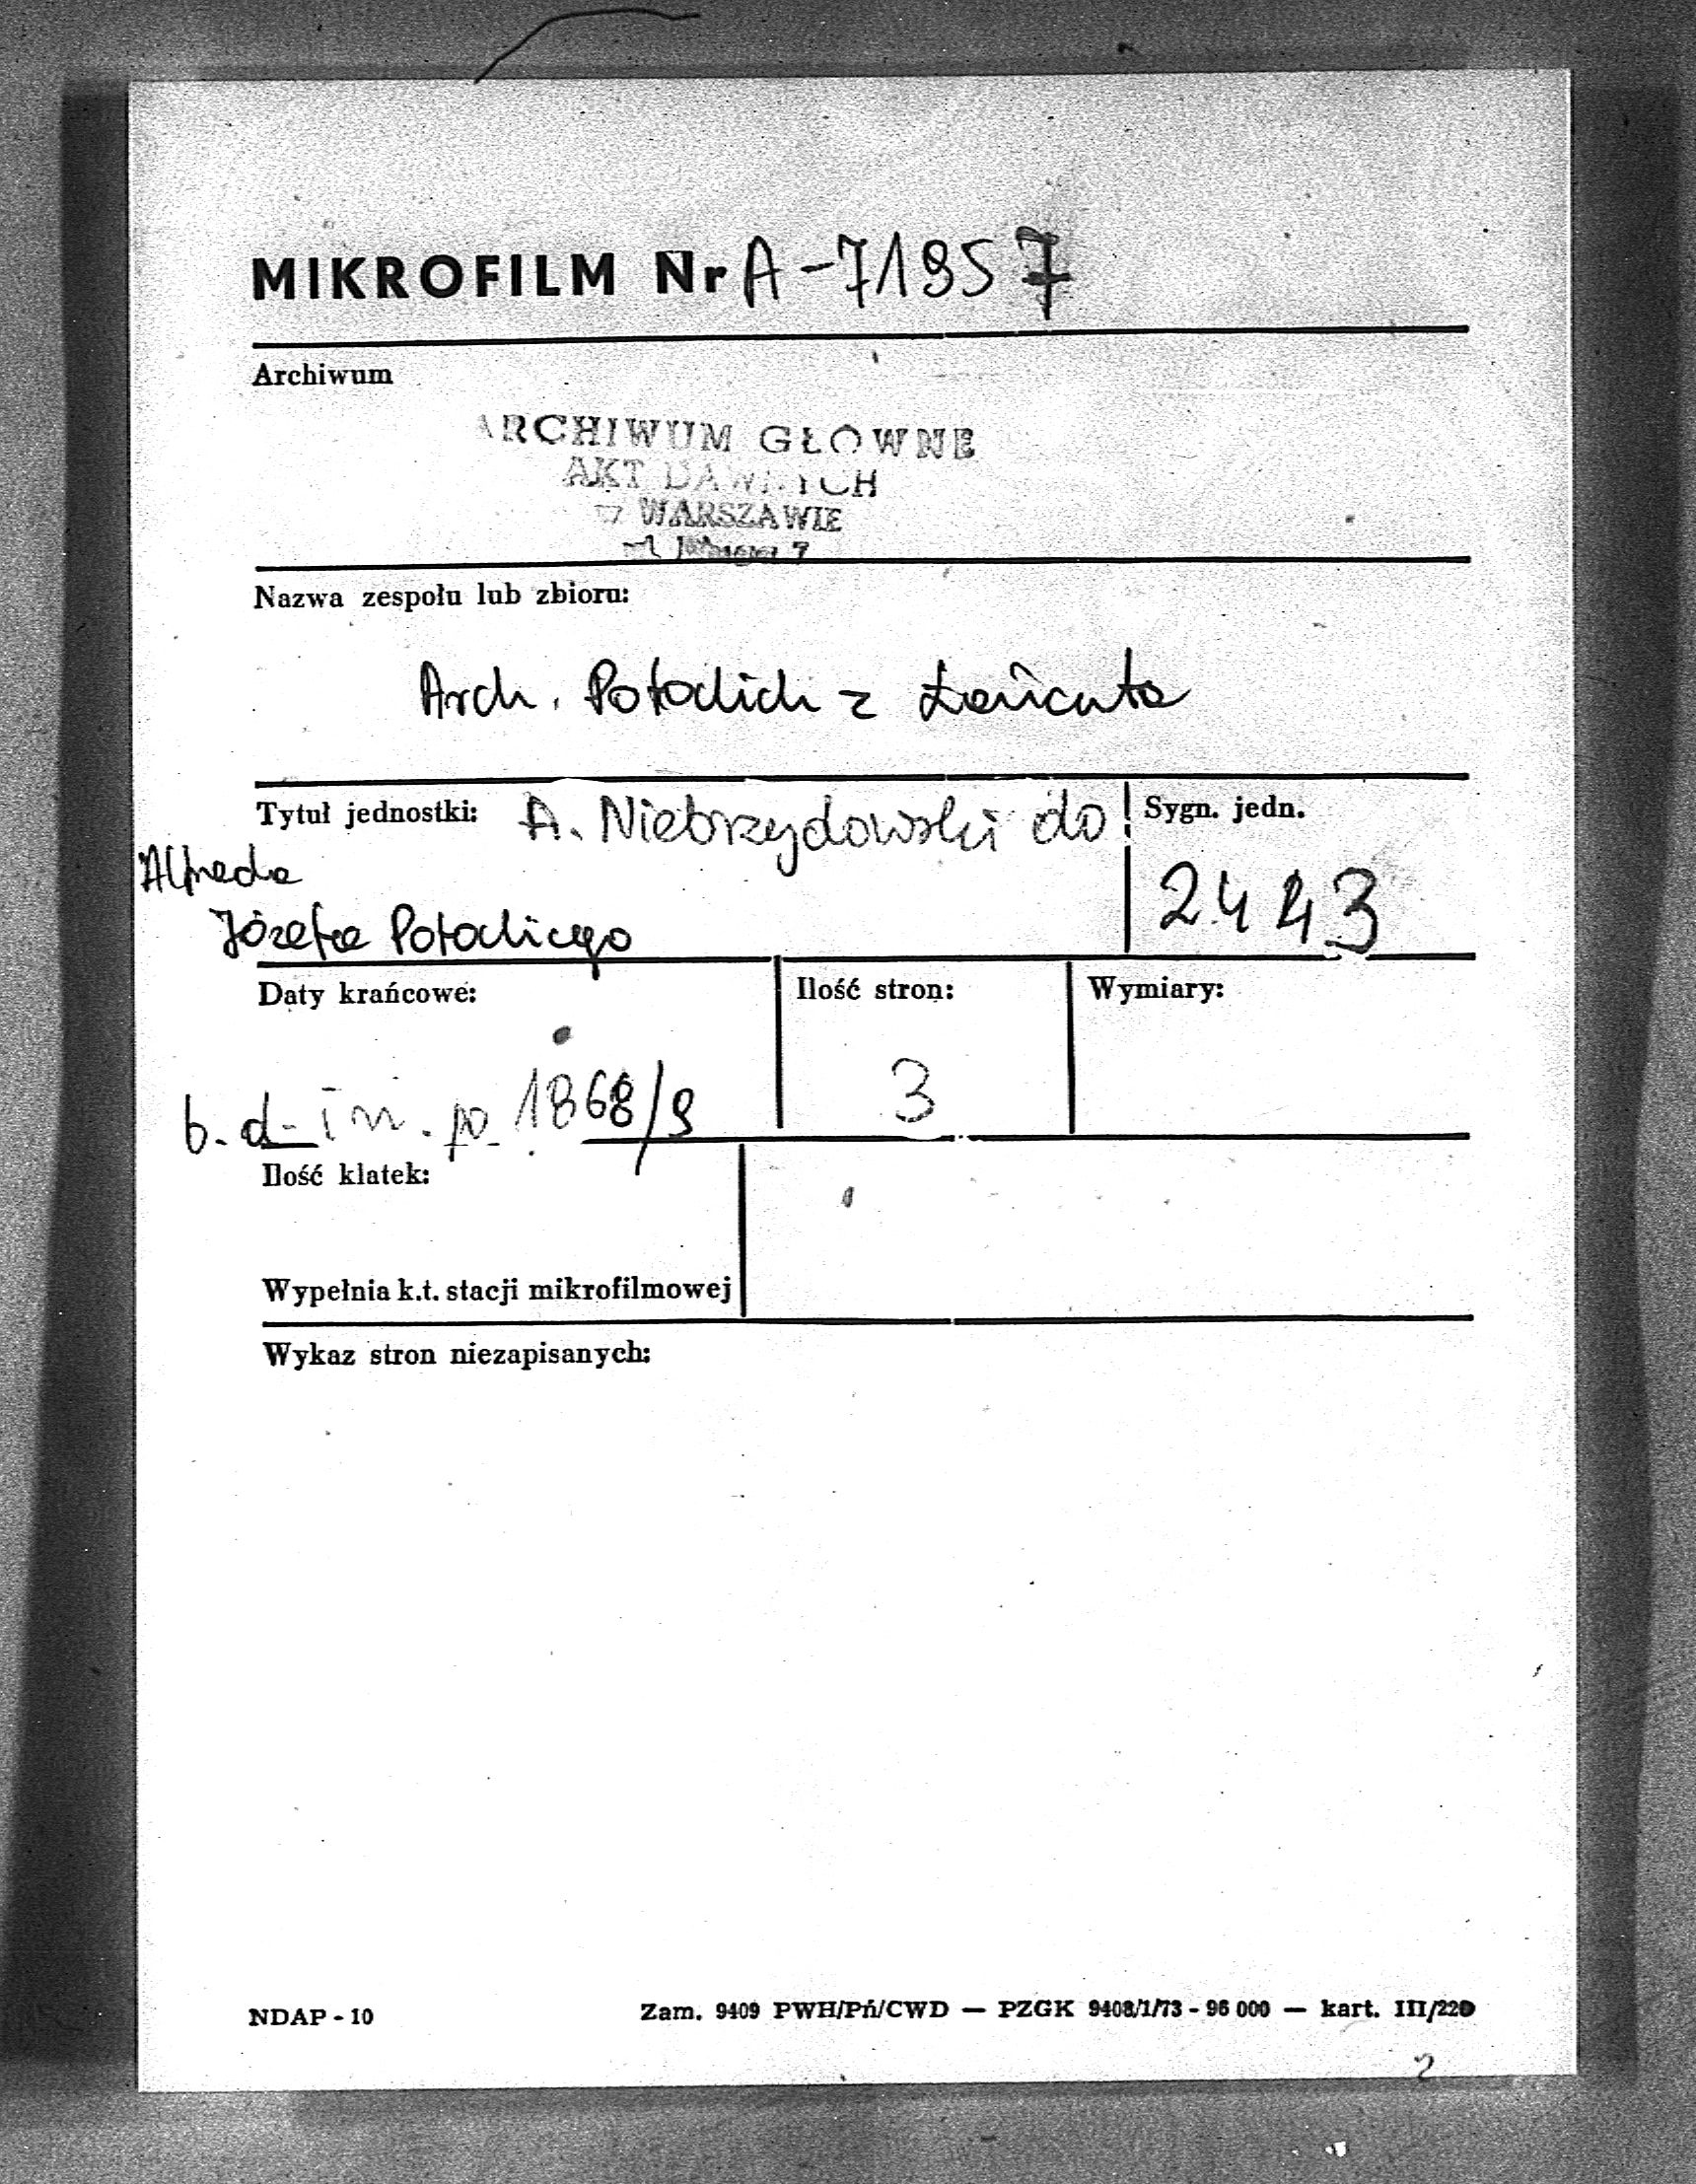 MIKROFILM Nr A-71957
Archiwum
ARCHIWUM GŁÓWNE
AKT DAWNYCH
W WARSZAWIE
7
Nazwa zespołu lub zbioru:
Arch. Potockich z Łańcuta
Tytuł jednostki: A. Niebrzydowski do
Alfreda
Józefa Potockiego
Sygn. jedn.
2443
Daty krańcowe:
b.d. i m. po 1868/9
Ilość stron:
3
Wymiary:
Ilość klatek:
Wypełnia k.t. stacji mikrofilmowej
Wykaz stron niezapisanych:
NDAP - 10
Zam. 9409 PWH/Pń/CWD — PZGK 9408/1/73 - 96 000 — kart. III/220
2